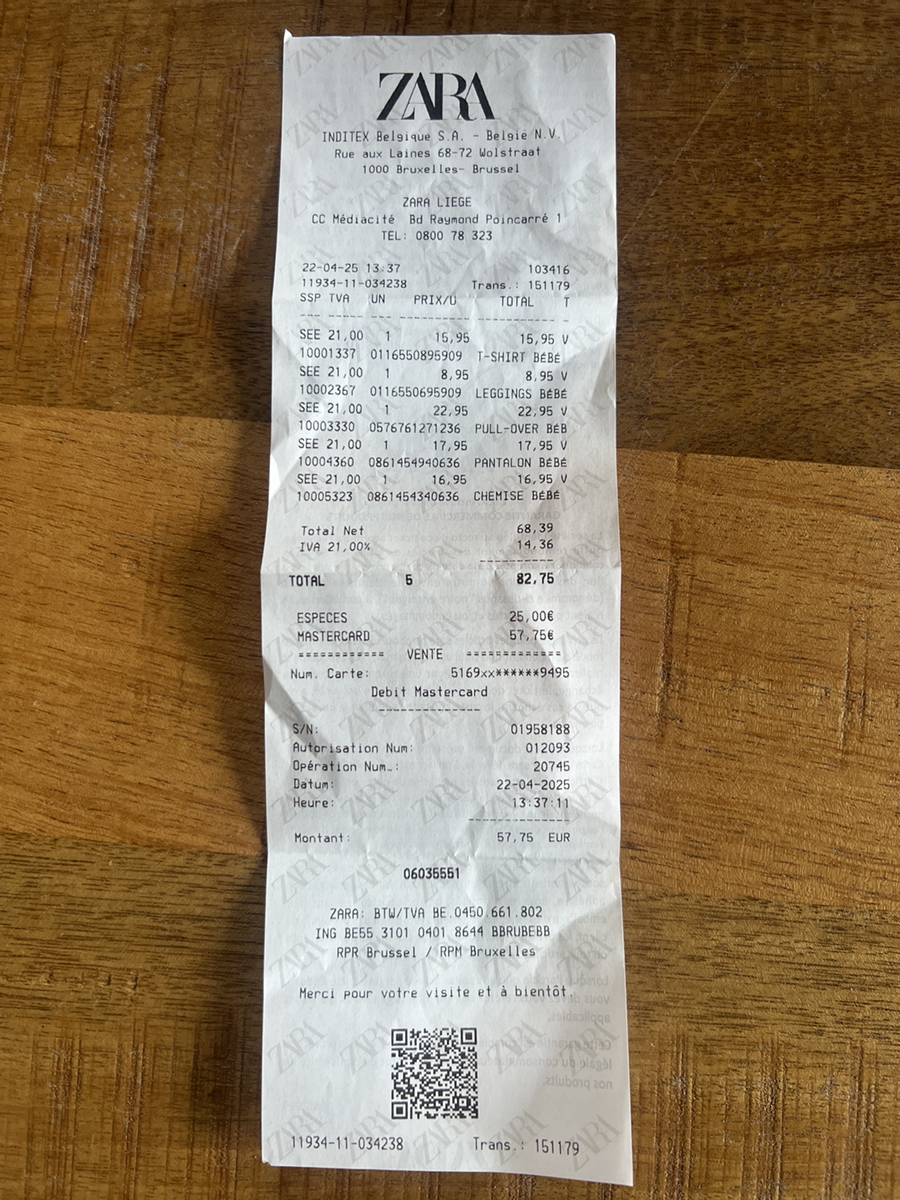 ZARA
INDITEX Belgique S.A. - Belgie N.V.
Rue aux Laines 68-72 Wolstraat
1000 Bruxelles- Brussel
ZARA LIEGE
CC Médiacité Bd Raymond Poincarré 1
TEL: 0800 78 323
22-04-25 13:37 103416
11934-11-034238 Trans.: 151179
SSP TVA UN PRIX/U TOTAL T
SEE 21,00 1 15,95 15,95 V
10001337 0116550895909 T-SHIRT BÉBÉ
SEE 21,00 1 8,95 8,95 V
10002367 0116550695909 LEGGINGS BÉBÉ
SEE 21,00 1 22,95 22,95 V
10003330 0576761271236 PULL-OVER BÉB
SEE 21,00 1 17,95 17,95 V
10004360 0861454940636 PANTALON BÉBÉ
SEE 21,00 1 16,95 16,95 V
10005323 0861454340636 CHEMISE BÉBÉ
Total Net 68,39
IVA 21,00% 14,36
TOTAL 5 82,75
ESPECES 25,00€
MASTERCARD 57,75€
=========== VENTE ============
Num. Carte: 5169xx******9495
Debit Mastercard
S/N: 01958188
Autorisation Num: 012093
Opération Num.: 20745
Datum: 22-04-2025
Heure: 13:37:11
Montant: 57,75 EUR
06035551
ZARA: BTW/TVA BE.0450.661.802
ING BE55 3101 0401 8644 BBRUBEBB
RPR Brussel / RPM Bruxelles
Merci pour votre visite et à bientôt.
11934-11-034238 Trans.: 151179